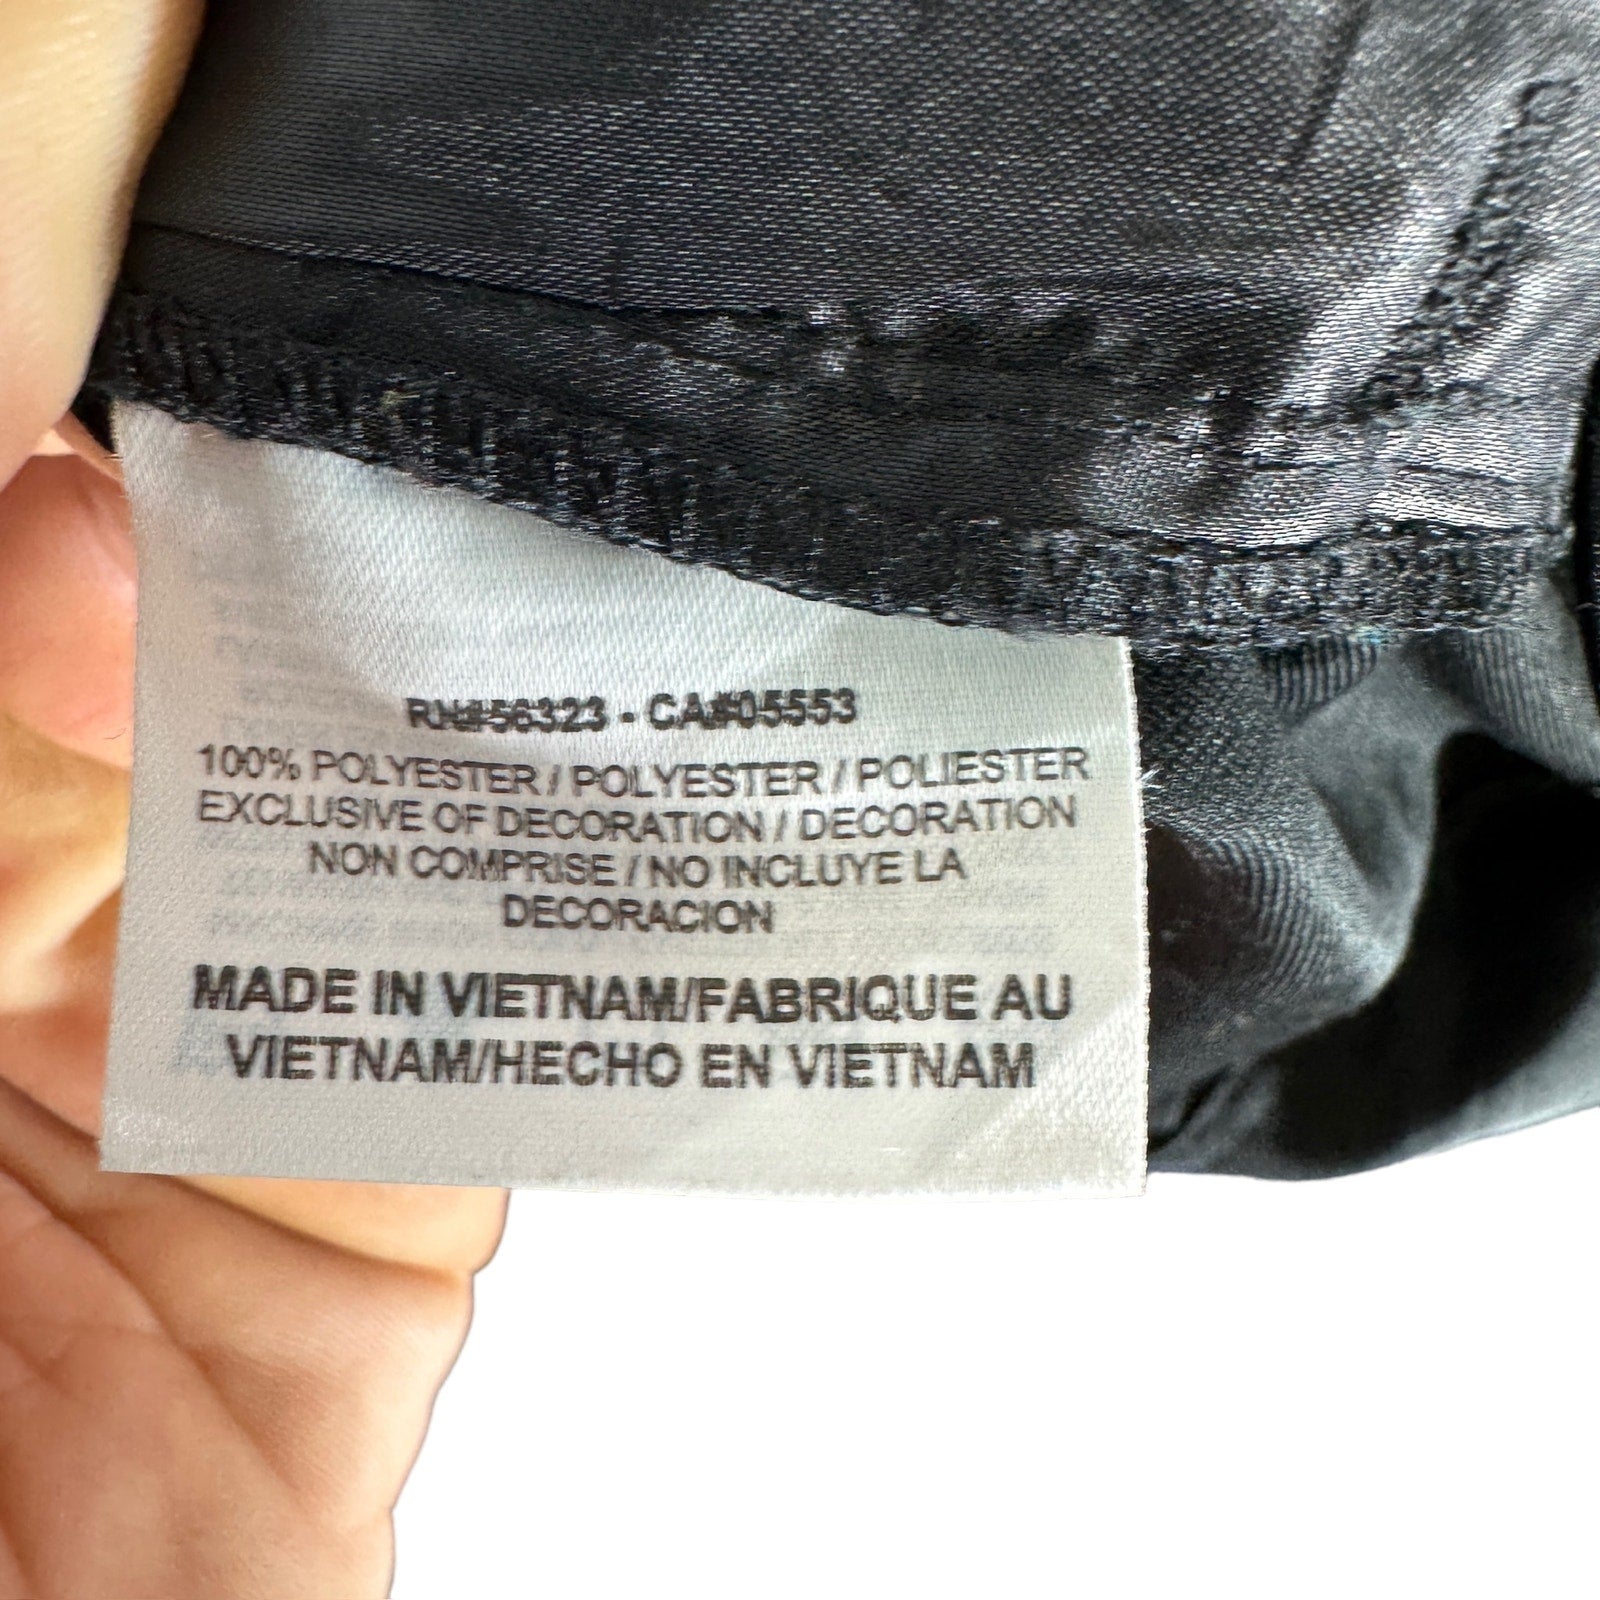 RN#56323 - CA#05553
100% POLYESTER / POLYESTER / POLIESTER
EXCLUSIVE OF DECORATION / DECORATION
NON COMPRISE / NO INCLUYE LA
DECORACION
MADE IN VIETNAM/FABRIQUE AU
VIETNAM/HECHO EN VIETNAM